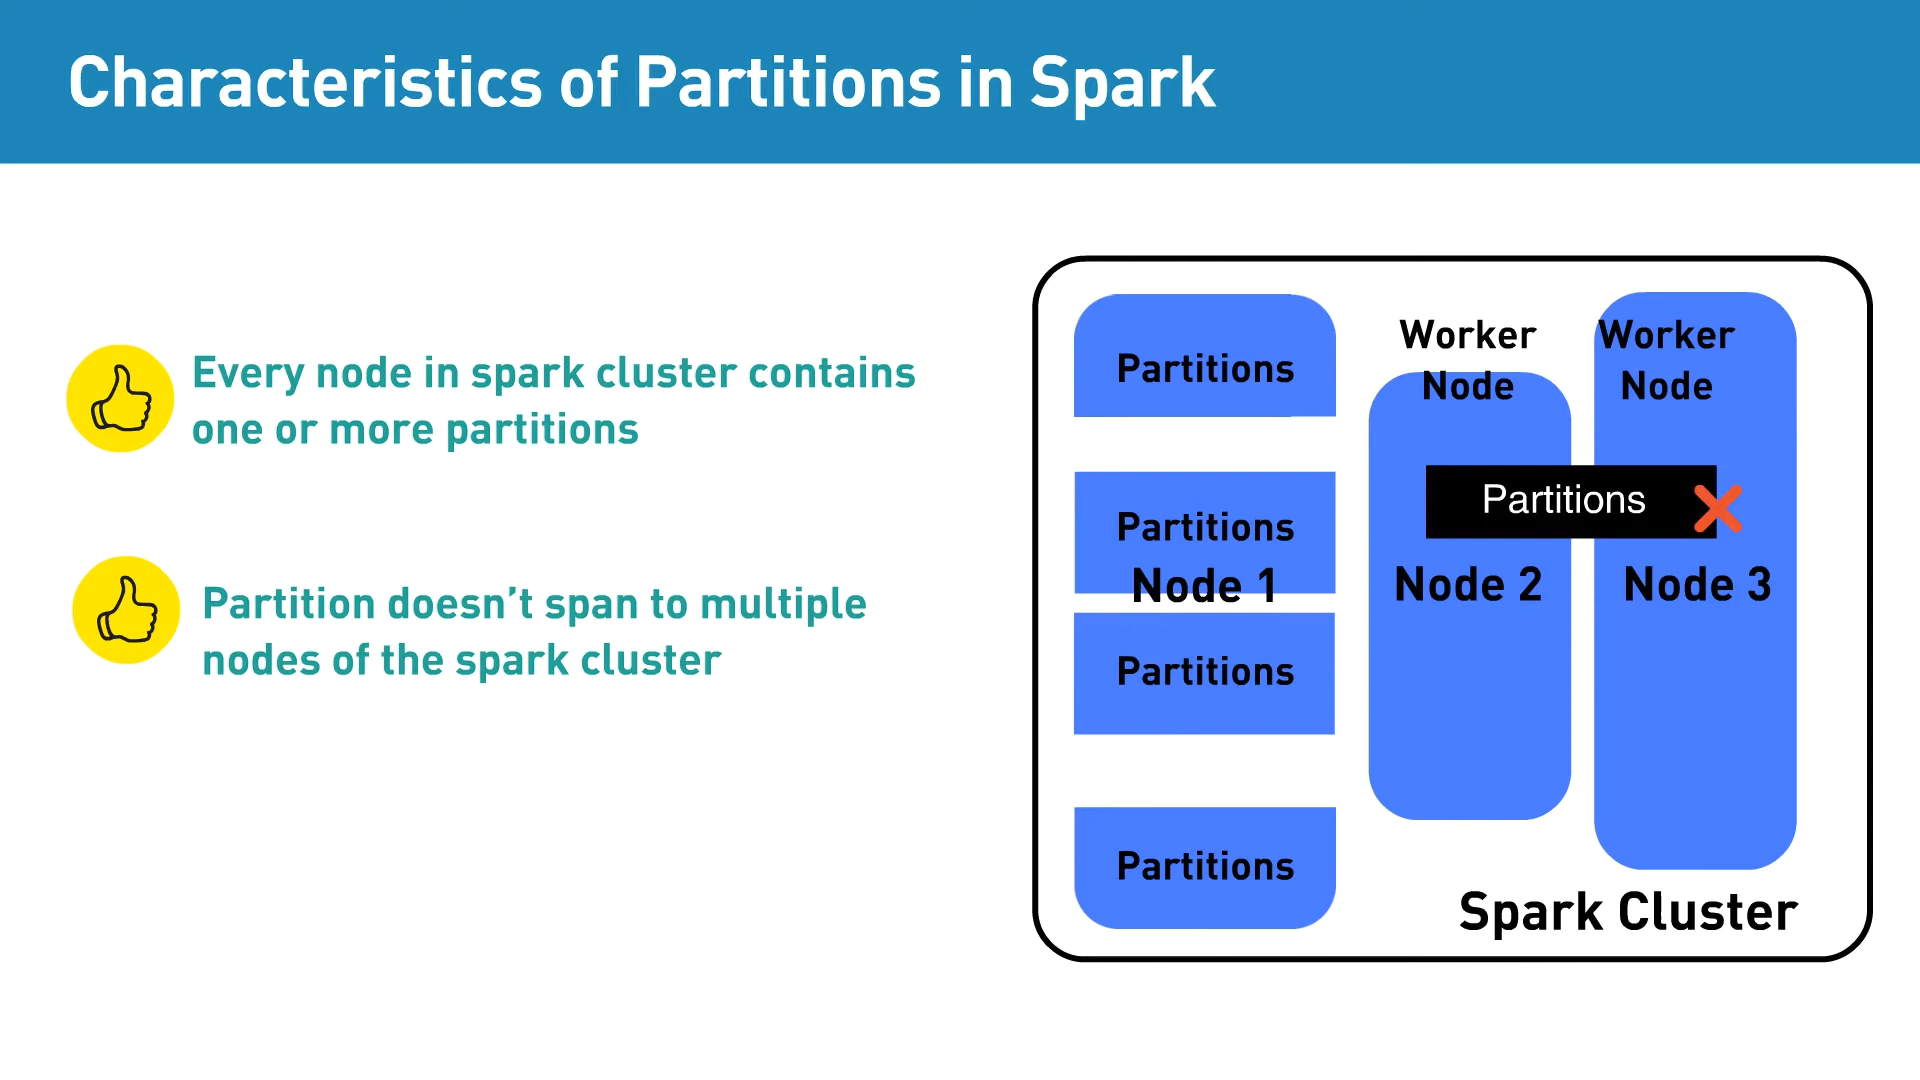 Characteristics of Partitions in Spark
Every node in spark cluster contains
one or more partitions
Partition doesn't span to multiple
nodes of the spark cluster
Partitions
Partitions
Node 1
Partitions
Partitions
Worker
Node
Worker
Node
Partitions
Node 2
Node 3
Spark Cluster